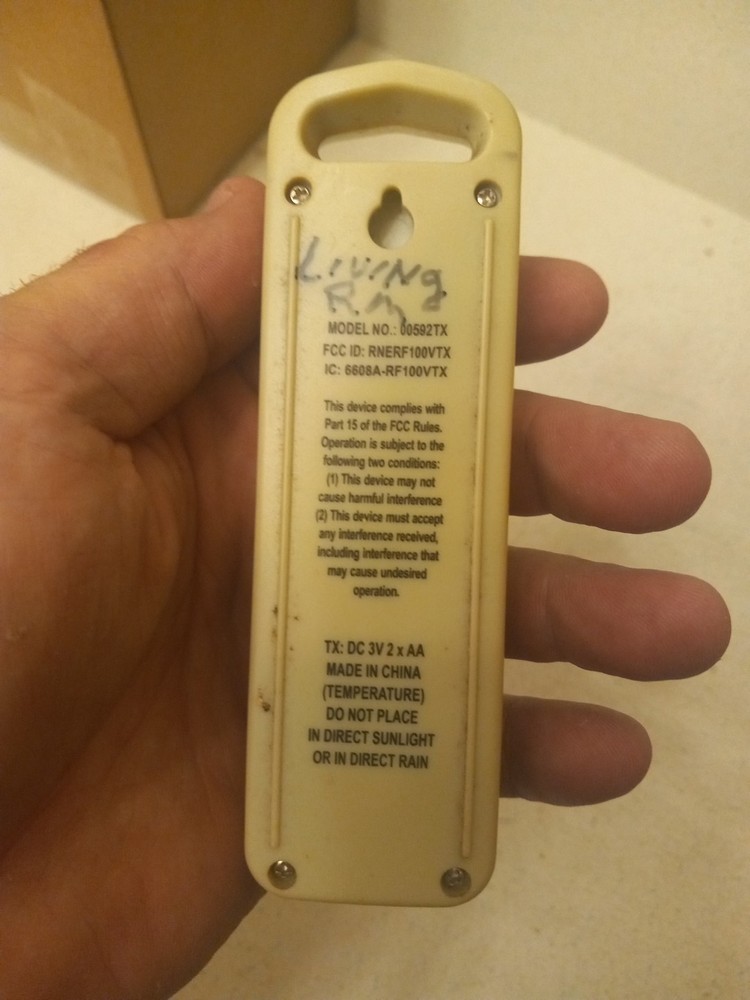 LIVING
Rm
MODEL NO.: 00592TX
FCC ID: RNERF100VTX
IC: 6608A-RF100VTX
This device complies with
Part 15 of the FCC Rules.
Operation is subject to the
following two conditions:
(1) This device may not
cause harmful interference
(2) This device must accept
any interference received,
including interference that
may cause undesired
operation.
TX: DC 3V 2 x AA
MADE IN CHINA
(TEMPERATURE)
DO NOT PLACE
IN DIRECT SUNLIGHT
OR IN DIRECT RAIN